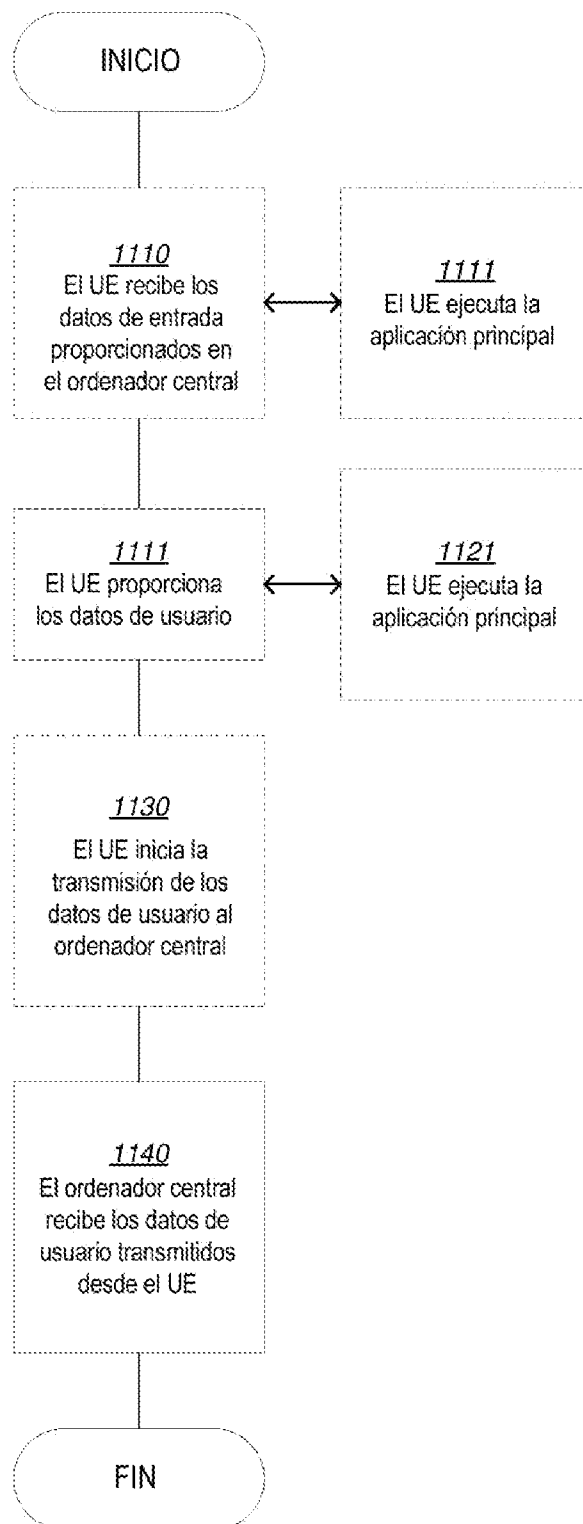 INICIO
1110
El UE recibe los
datos de entrada
proporcionados en
el ordenador central
1111
El UE ejecuta la
aplicación principal
1111
El UE proporciona
los datos de usuario
1121
El UE ejecuta la
aplicación principal
1130
El UE inicia la
transmisión de los
datos de usuario al
ordenador central
1140
El ordenador central
recibe los datos de
usuario transmitidos
desde el UE
FIN